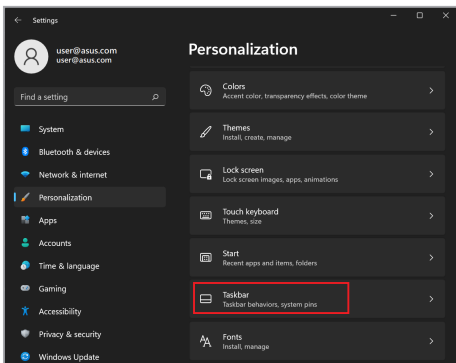 Settings
user@asus.com
user@asus.com
Find a setting
System
Bluetooth & devices
Network & internet
Personalization
Apps
Accounts
Time & language
Gaming
Accessibility
Privacy & security
Windows Update
Personalization
Colors
Accent color, transparency effects, color theme
Themes
Install, create, manage
Lock screen
Lock screen images, apps, animations
Touch keyboard
Themes, size
Start
Recent apps and items, folders
Taskbar
Taskbar behaviors, system pins
Fonts
Install, manage